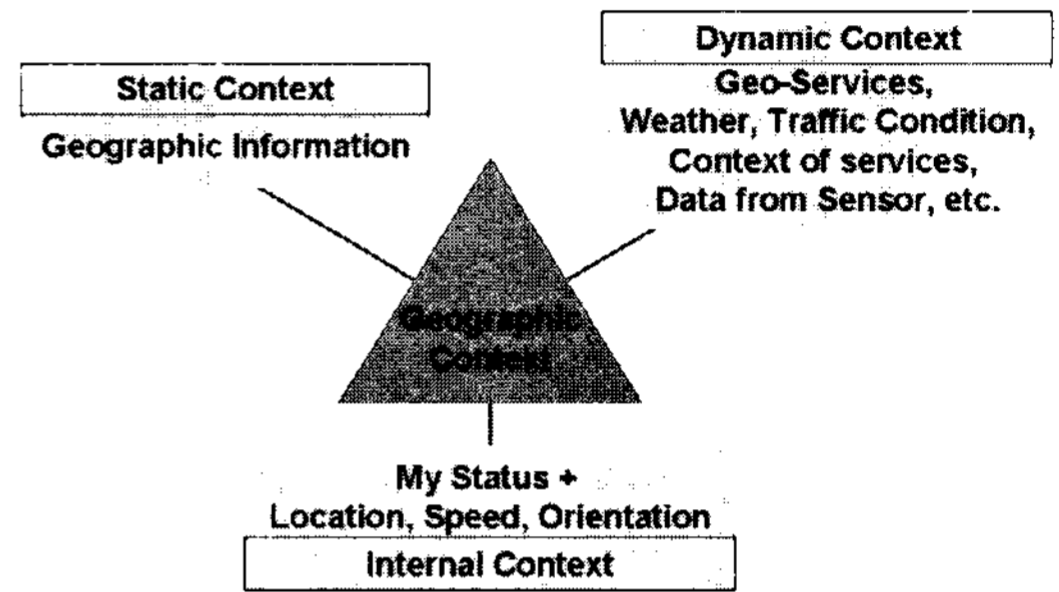 Static Context
Geographic Information
Dynamic Context
Geo-Services,
Weather, Traffic Condition,
Context of services,
Data from Sensor, etc.
Geographic
Context
My Status +
Location, Speed, Orientation
Internal Context